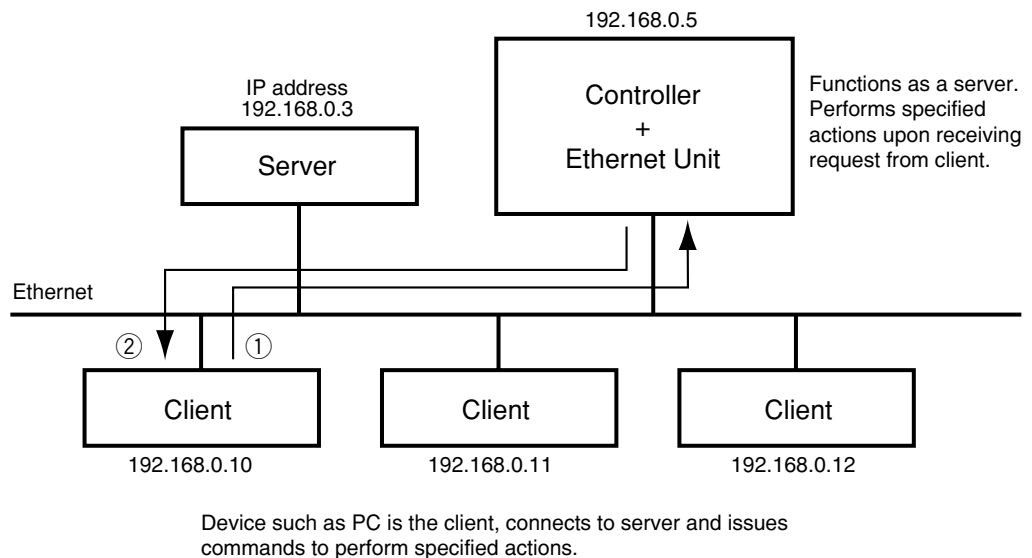 192.168.0.5
IP address
192.168.0.3
Server
Controller
+
Ethernet Unit
Functions as a server.
Performs specified
actions upon receiving
request from client.
Ethernet
②
①
Client
Client
Client
192.168.0.10
192.168.0.11
192.168.0.12
Device such as PC is the client, connects to server and issues
commands to perform specified actions.